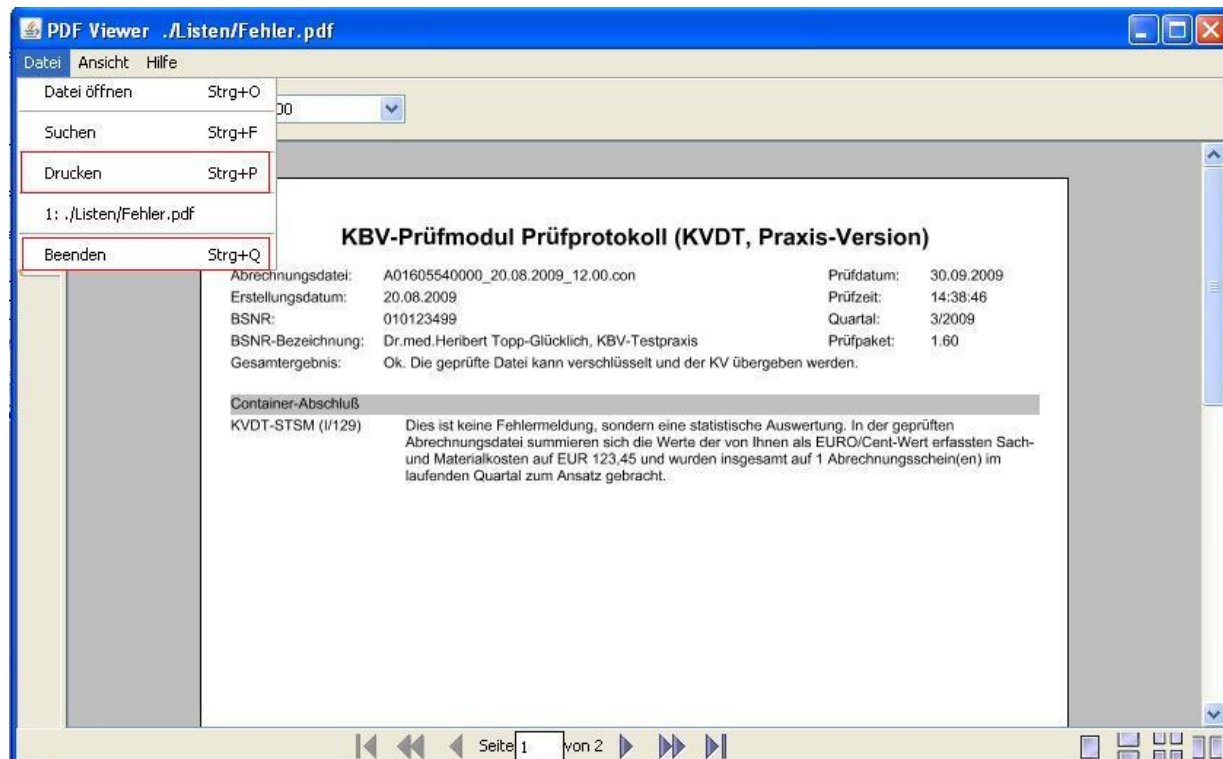 PDF Viewer ./Listen/Fehler.pdf
Datei Ansicht Hilfe
Datei öffnen Strg+O
Suchen Strg+F
Drucken Strg+P
1: ./Listen/Fehler.pdf
Beenden Strg+Q
00
KBV-Prüfmodul Prüfprotokoll (KVDT, Praxis-Version)
Abrechnungsdatei: A01605540000_20.08.2009_12.00.con Prüfdatum: 30.09.2009
Erstellungsdatum: 20.08.2009 Prüfzeit: 14:38:46
BSNR: 010123499 Quartal: 3/2009
BSNR-Bezeichnung: Dr.med.Heribert Topp-Glücklich, KBV-Testpraxis Prüfpaket: 1.60
Gesamtergebnis: Ok. Die geprüfte Datei kann verschlüsselt und der KV übergeben werden.
Container-Abschluß
KVDT-STSM (I/129) Dies ist keine Fehlermeldung, sondern eine statistische Auswertung. In der geprüften
Abrechnungsdatei summieren sich die Werte der von Ihnen als EURO/Cent-Wert erfassten Sach-
und Materialkosten auf EUR 123,45 und wurden insgesamt auf 1 Abrechnungsschein(en) im
laufenden Quartal zum Ansatz gebracht.
Seite 1 von 2